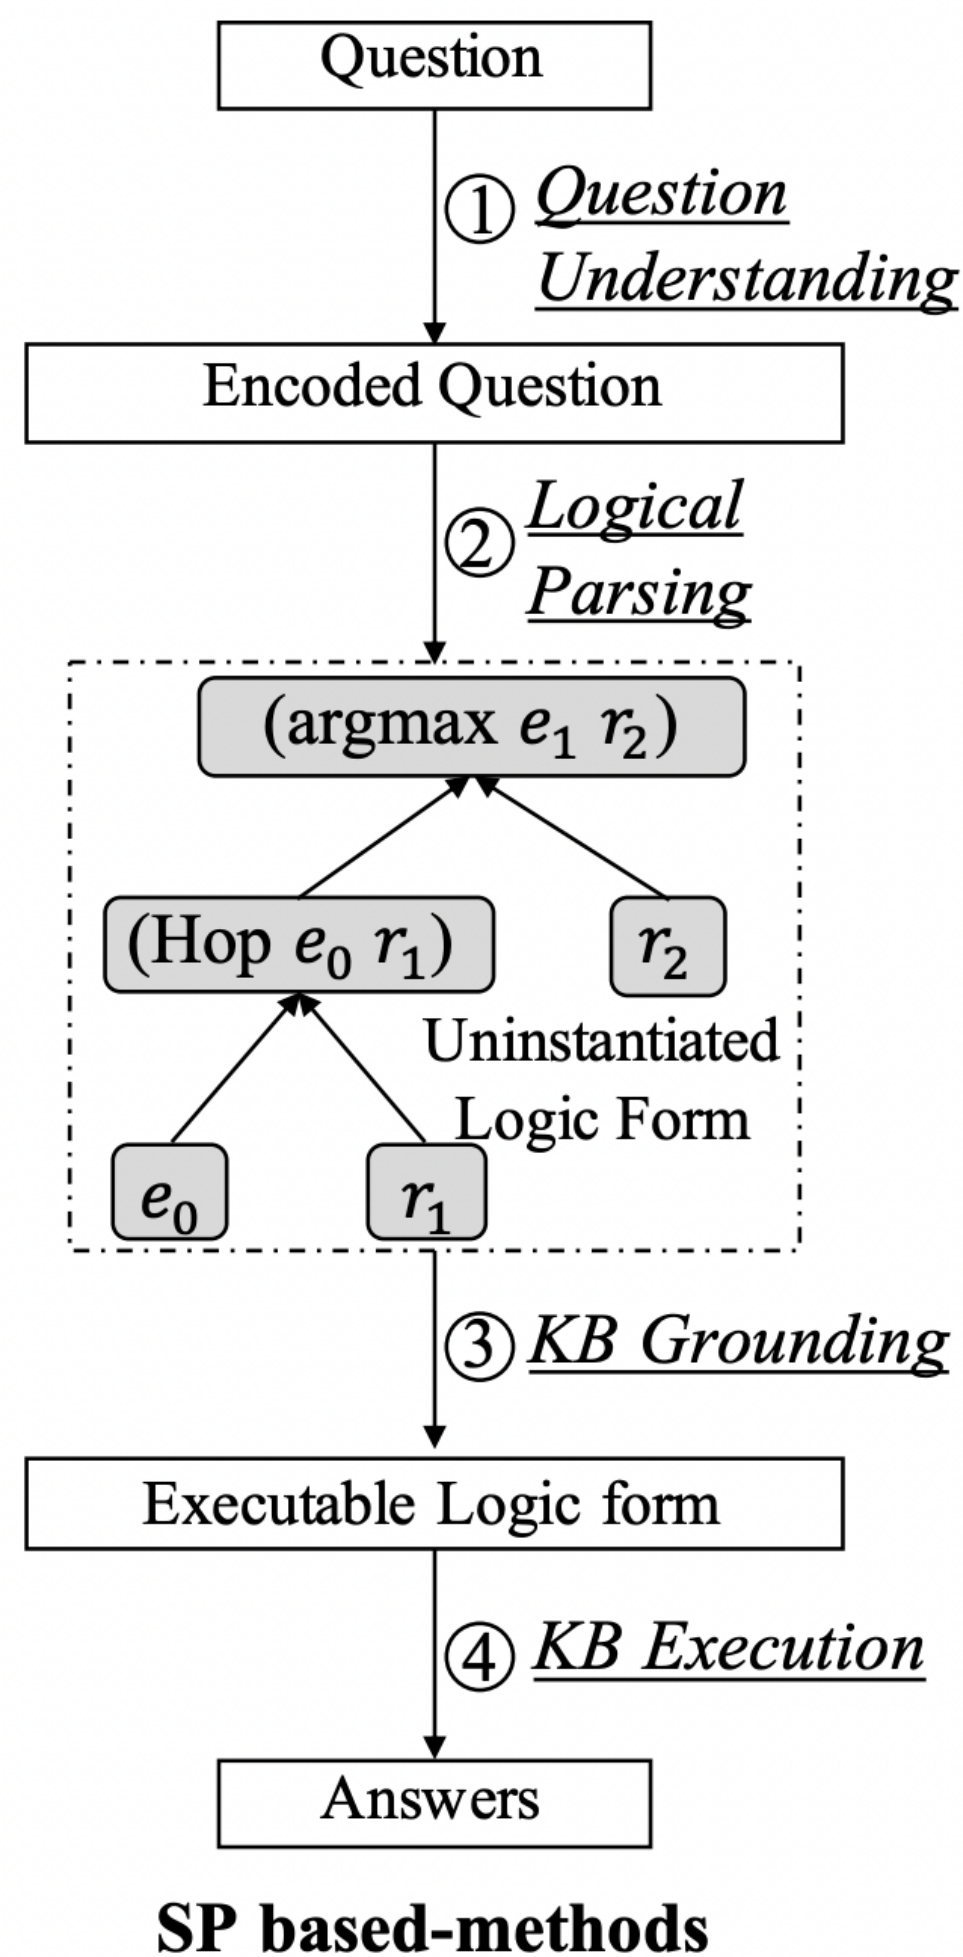 Question
① Question
Understanding
Encoded Question
② Logical
Parsing
(argmax e₁ r₂)
(Hop e₀ r₁)
r₂
Uninstantiated
Logic Form
e₀
r₁
③ KB Grounding
Executable Logic form
④ KB Execution
Answers
SP based-methods